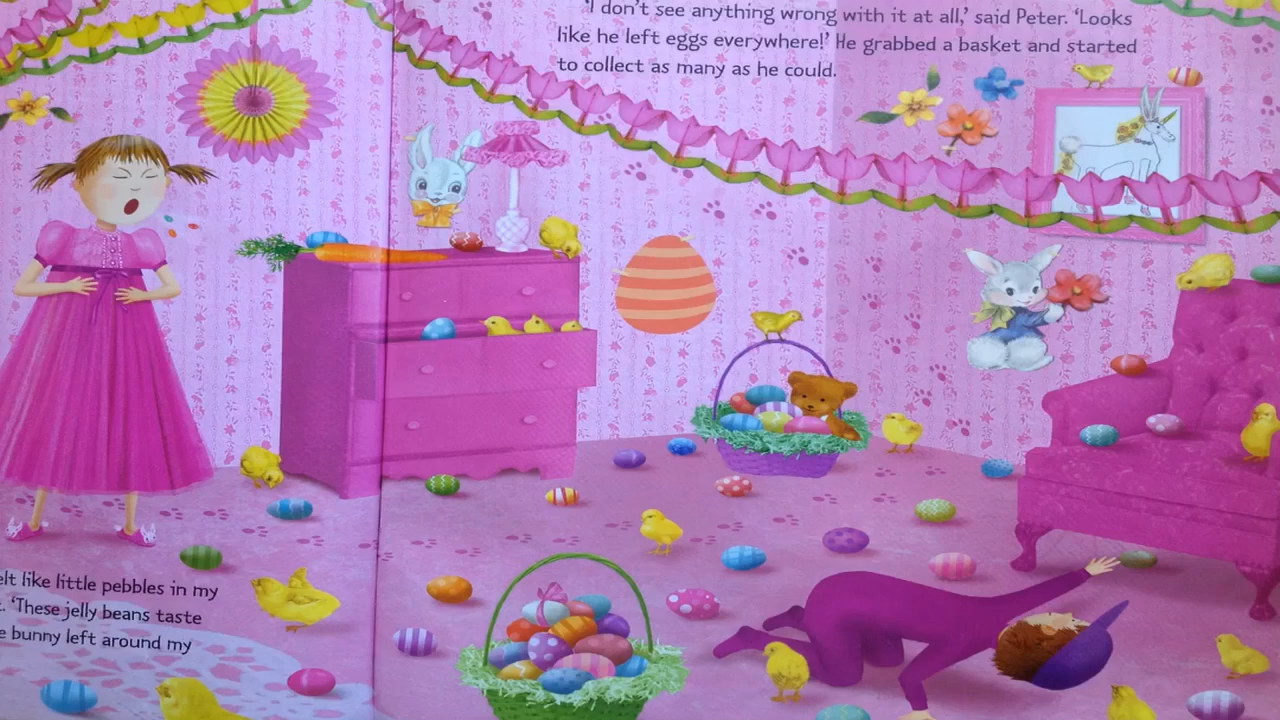 'I don't see anything wrong with it at all,' said Peter. 'Looks
like he left eggs everywhere!' He grabbed a basket and started
to collect as many as he could.
like little pebbles in my
'These jelly beans taste
bunny left around my